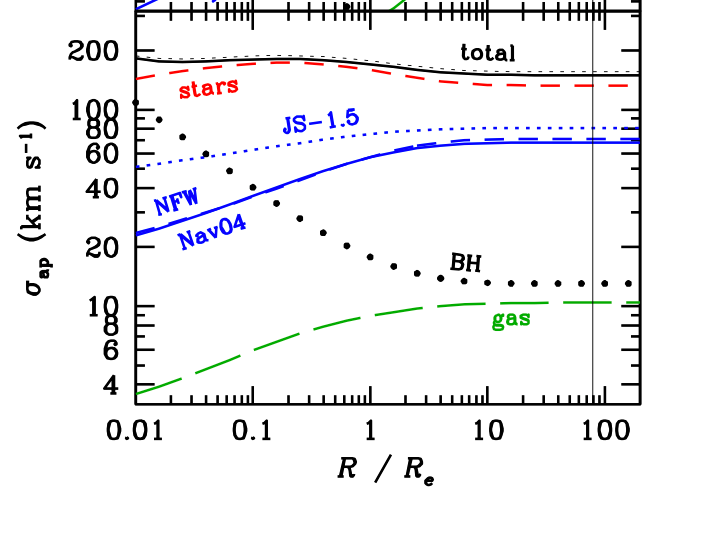 200
total
stars
100
80
JS-1.5
60
40
NFW
Nav04
20
BH
10
8
gas
6
4
σap (km s−1)
0.01 0.1 1 10 100
R / Re